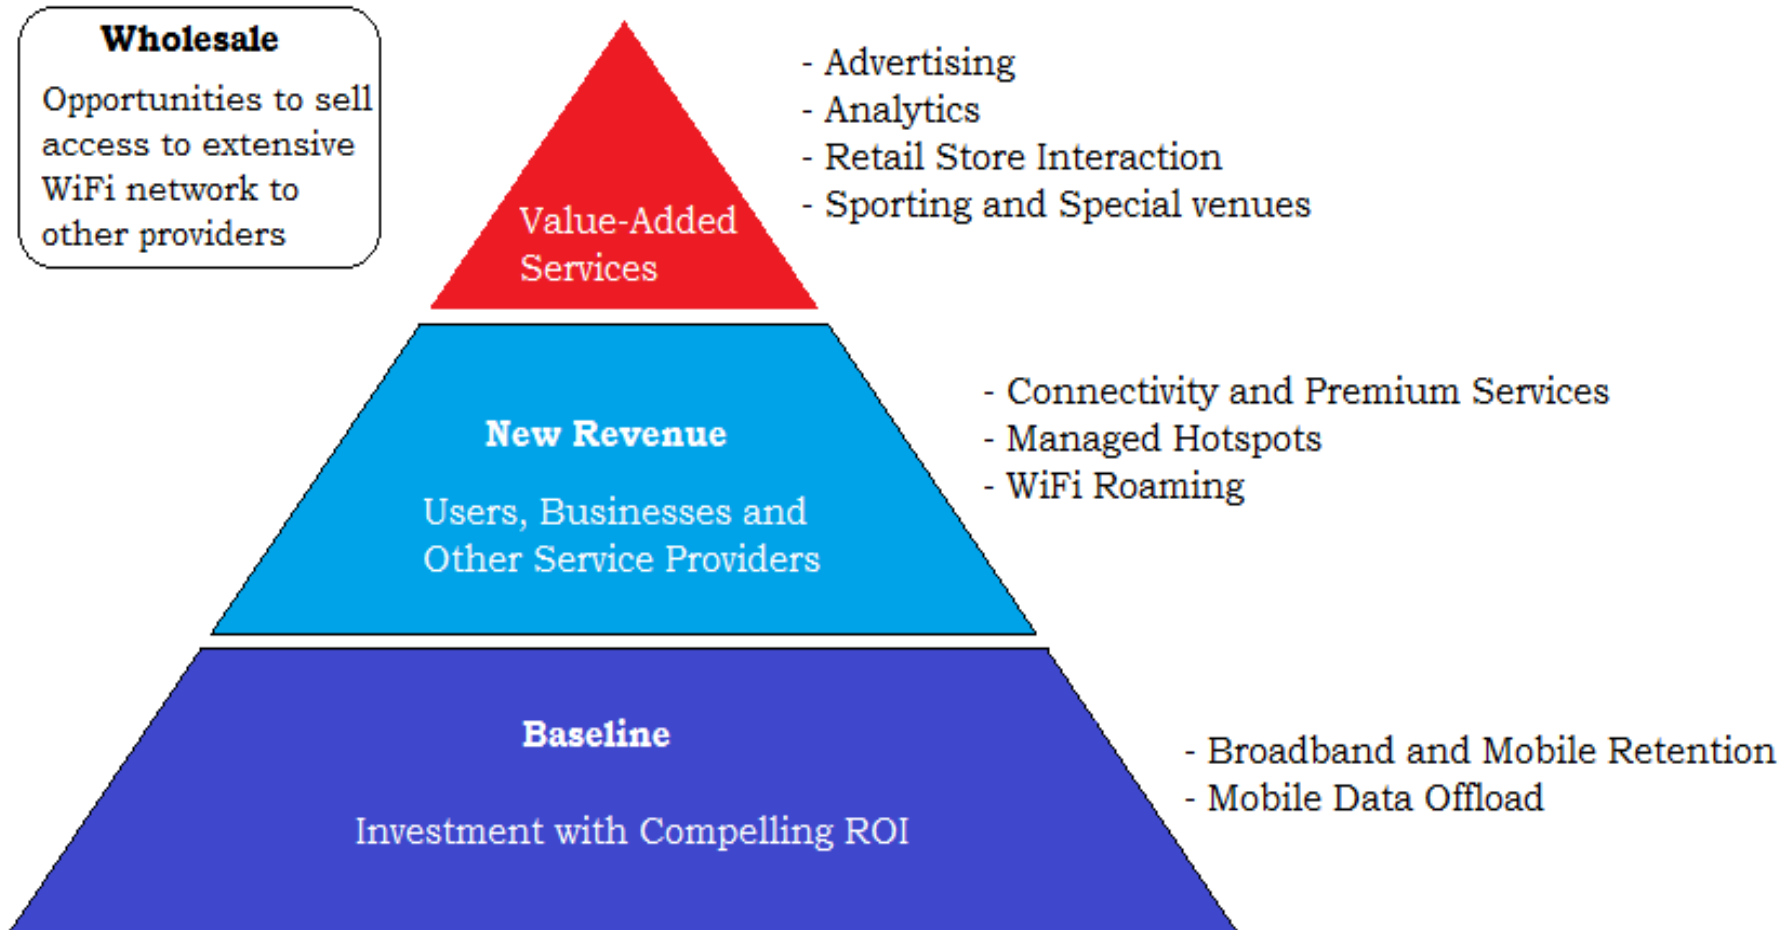 Wholesale
Opportunities to sell
access to extensive
WiFi network to
other providers
- Advertising
- Analytics
- Retail Store Interaction
- Sporting and Special venues
Value-Added
Services
New Revenue
Users, Businesses and
Other Service Providers
- Connectivity and Premium Services
- Managed Hotspots
- WiFi Roaming
Baseline
Investment with Compelling ROI
- Broadband and Mobile Retention
- Mobile Data Offload